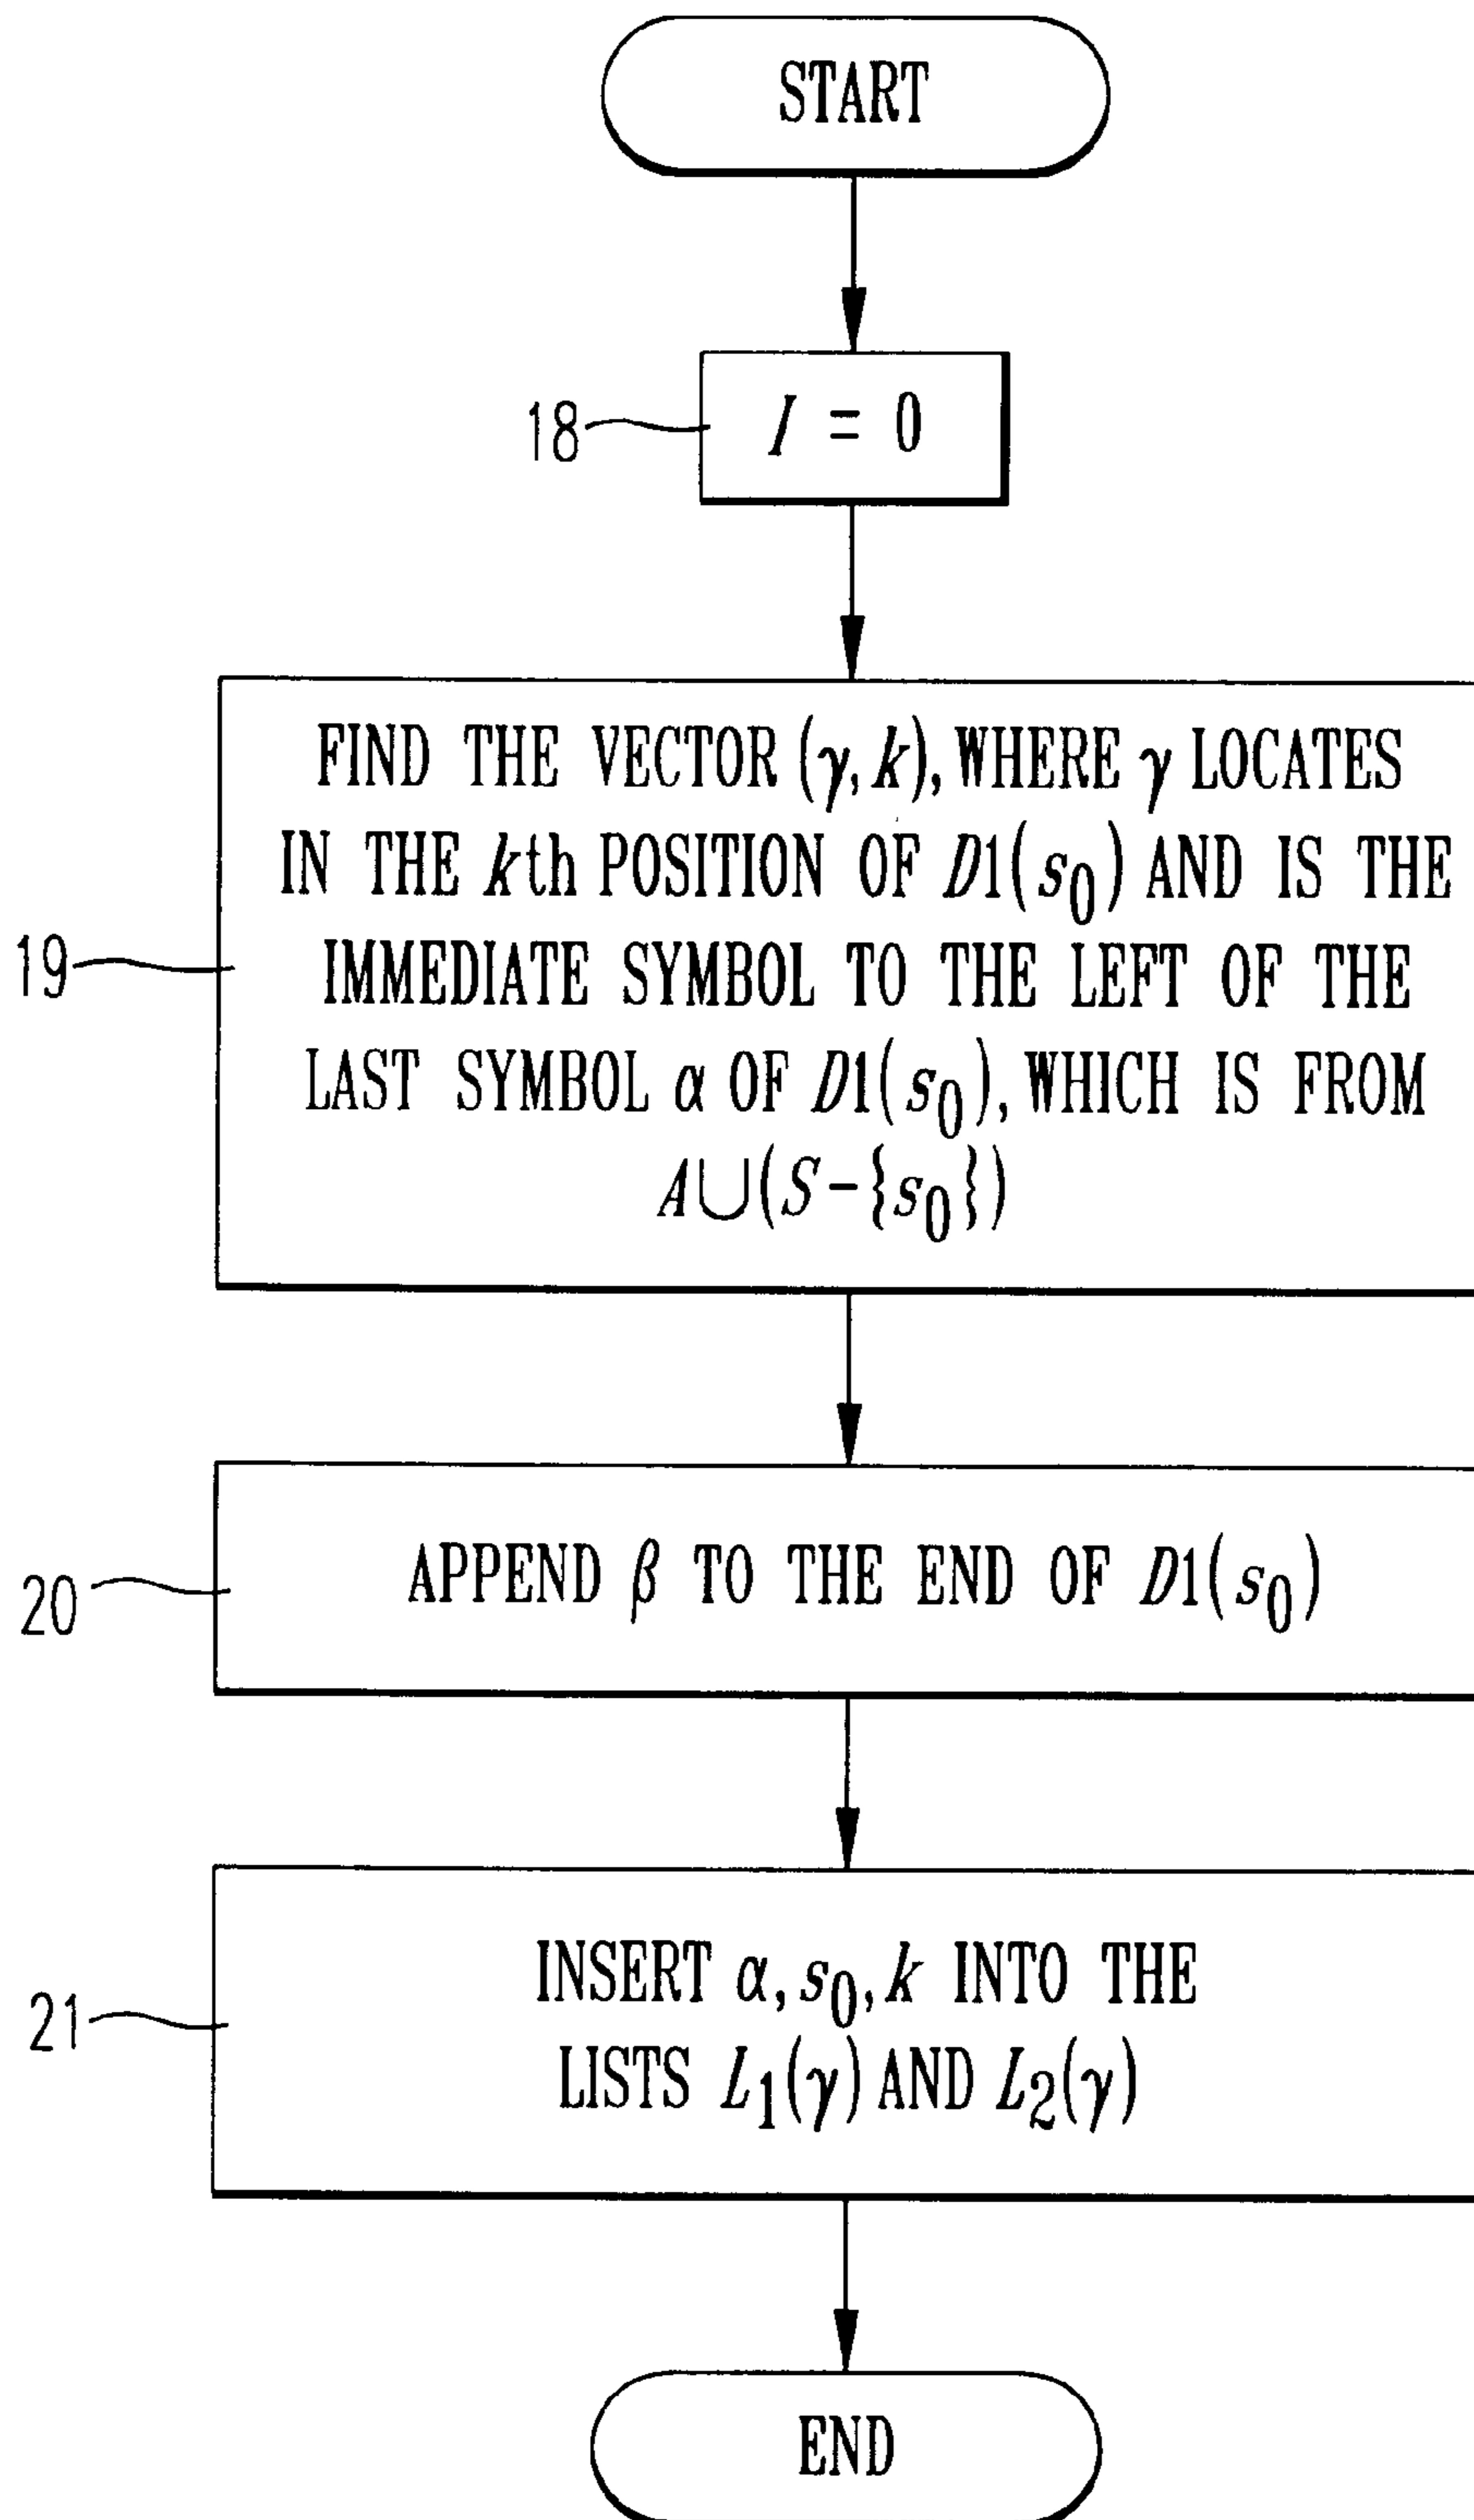 START
18
I = 0
FIND THE VECTOR (γ, k), WHERE γ LOCATES
IN THE kth POSITION OF D1(s₀) AND IS THE
IMMEDIATE SYMBOL TO THE LEFT OF THE
19
LAST SYMBOL α OF D1(s₀), WHICH IS FROM
A∪(S−{s₀})
APPEND β TO THE END OF D1(s₀)
20
INSERT α, s₀, k INTO THE
21
LISTS L₁(γ) AND L₂(γ)
END